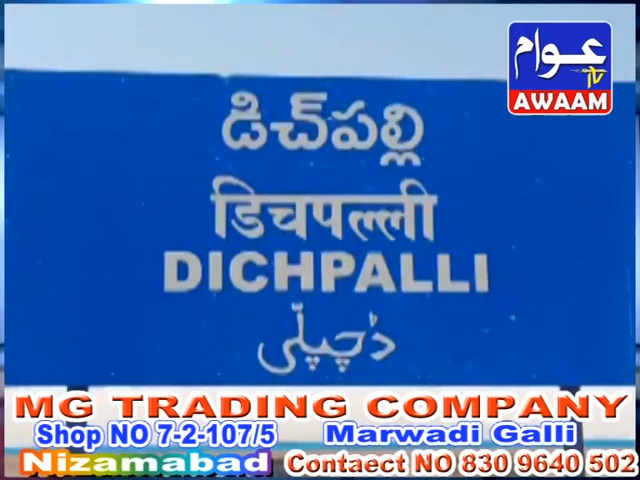 عوام
TV
AWAAM
డిచ్‌పల్లి
डिचपल्ली
DICHPALLI
ڈچپلّی
MG TRADING COMPANY
Shop NO 7-2-107/5 Marwadi Galli
Nizamabad Contaect NO 830 9640 502